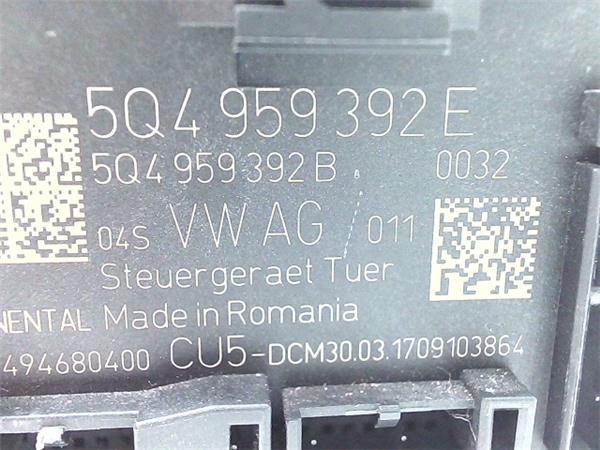 5Q4 959 392 E
5Q4 959 392 B 0032
04S VW AG 011
Steuergeraet Tuer
NENTAL Made in Romania
494680400 CU5-DCM30.03.1709103864